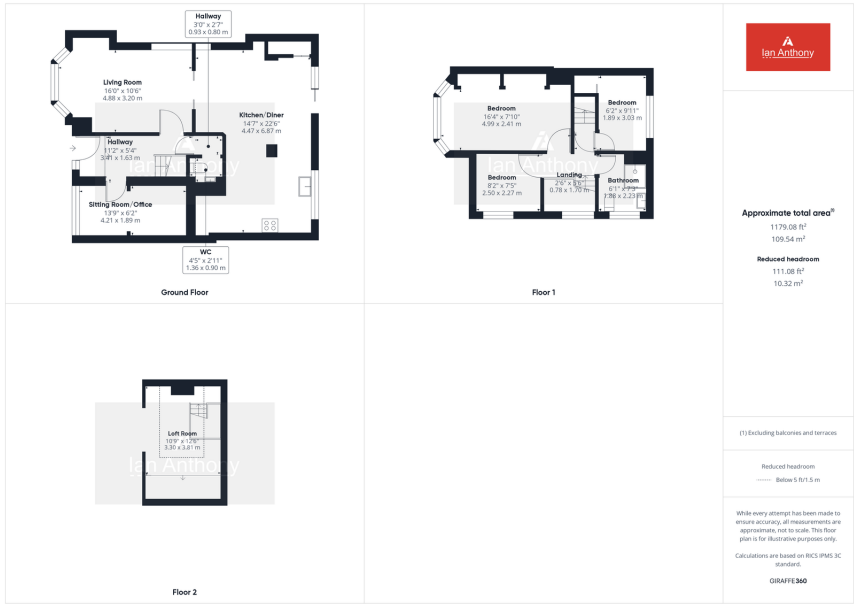 Hallway
3'0" x 2'7"
0.93 x 0.80 m
Living Room
16'0" x 10'6"
4.88 x 3.20 m
Kitchen/Diner
14'7" x 22'6"
4.47 x 6.87 m
Hallway
11'2" x 5'4"
3.41 x 1.63 m
Ian Anthony
Sitting Room/Office
13'9" x 6'2"
4.21 x 1.89 m
WC
4'5" x 2'11"
1.36 x 0.90 m
Ground Floor
Bedroom
16'4" x 7'10"
4.99 x 2.41 m
Bedroom
6'2" x 9'11"
1.89 x 3.03 m
Ian Anthony
Bedroom
8'2" x 7'5"
2.50 x 2.27 m
Landing
2'6" x 5'6"
0.78 x 1.70 m
Bathroom
6'1" x 7'3"
1.88 x 2.23 m
Floor 1
Loft Room
10'9" x 12'6"
3.30 x 3.81 m
Ian Anthony
Floor 2
Ian Anthony
Approximate total area(1)
1179.08 ft²
109.54 m²
Reduced headroom
111.08 ft²
10.32 m²
(1) Excluding balconies and terraces
Reduced headroom
Below 5 ft/1.5 m
While every attempt has been made to
ensure accuracy, all measurements are
approximate, not to scale. This floor
plan is for illustrative purposes only.
Calculations are based on RICS IPMS 3C
standard.
GIRAFFE360